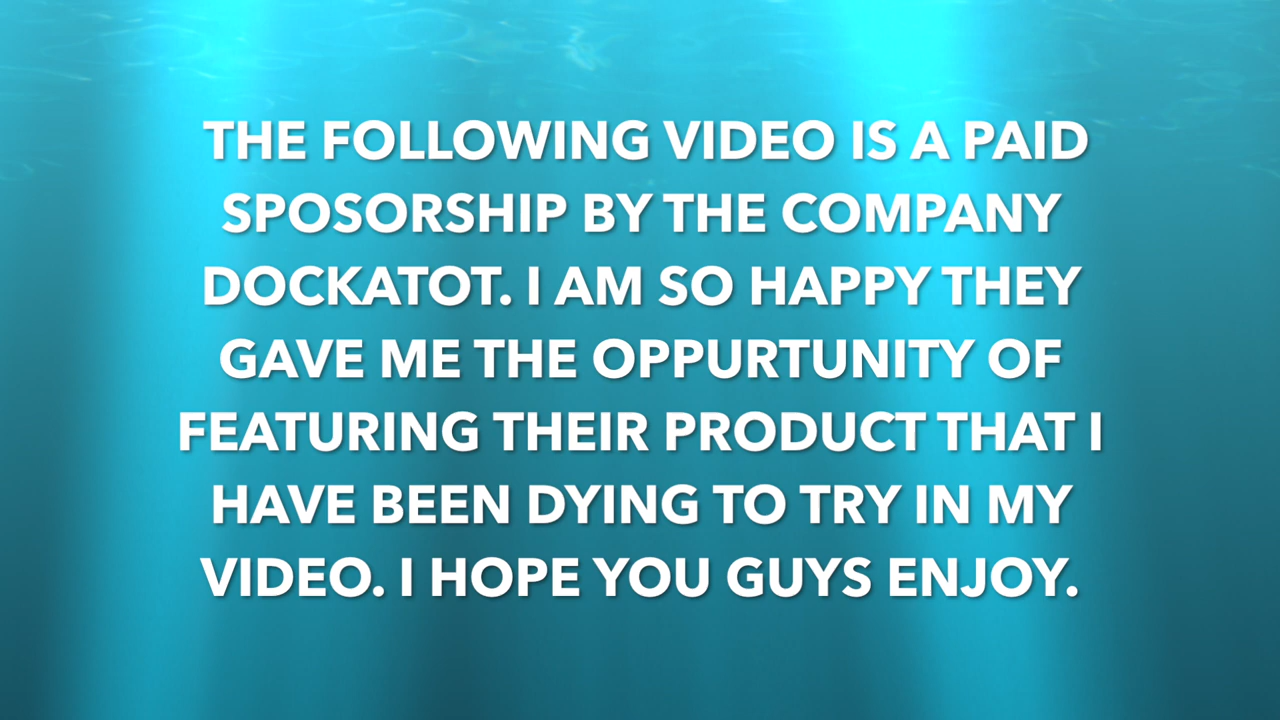 THE FOLLOWING VIDEO IS A PAID
SPOSORSHIP BY THE COMPANY
DOCKATOT. I AM SO HAPPY THEY
GAVE ME THE OPPURTUNITY OF
FEATURING THEIR PRODUCT THAT I
HAVE BEEN DYING TO TRY IN MY
VIDEO. I HOPE YOU GUYS ENJOY.